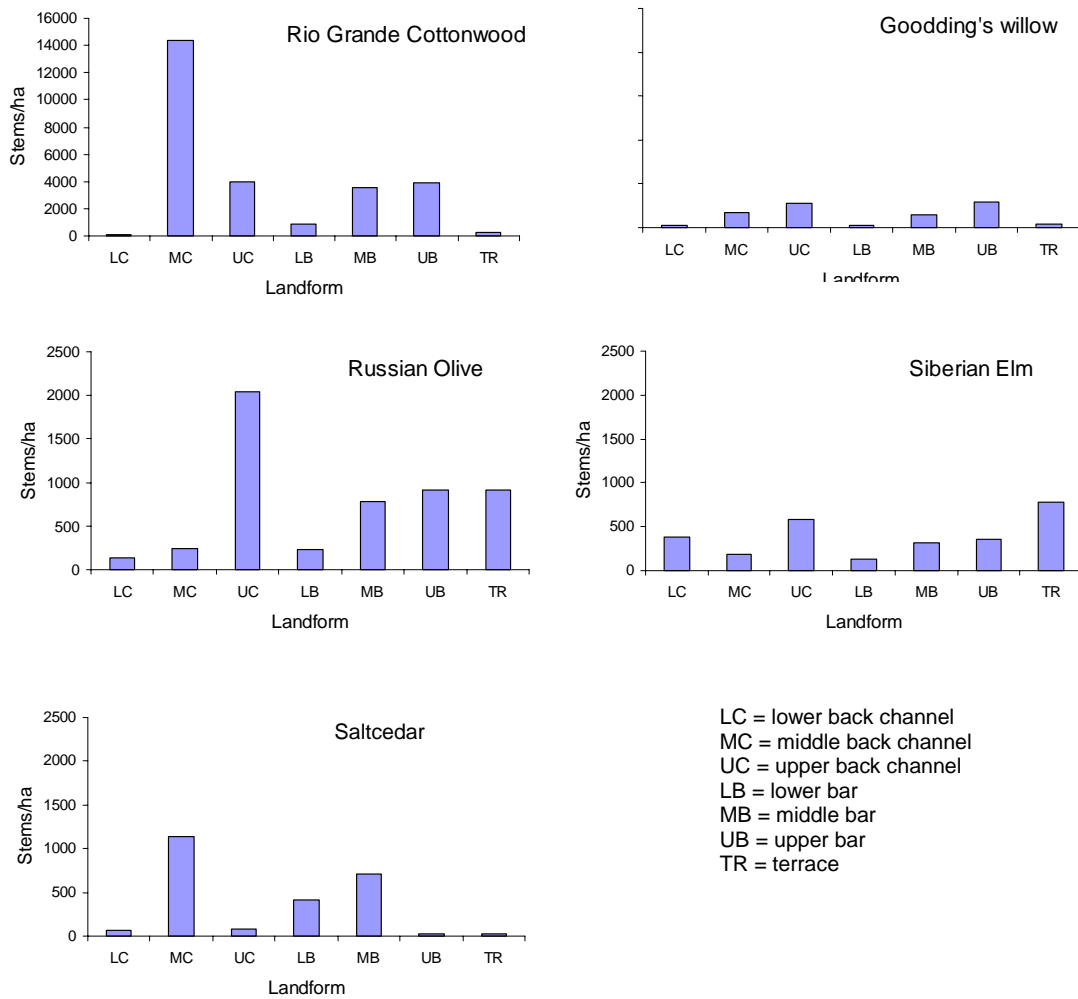 Rio Grande Cottonwood
16000
14000
12000
10000
8000
6000
4000
2000
0
Stems/ha
LC MC UC LB MB UB TR
Landform
Goodding's willow
LC MC UC LB MB UB TR
Landform
Russian Olive
2500
2000
1500
1000
500
0
Stems/ha
LC MC UC LB MB UB TR
Landform
Siberian Elm
2500
2000
1500
1000
500
0
Stems/ha
LC MC UC LB MB UB TR
Landform
Saltcedar
2500
2000
1500
1000
500
0
Stems/ha
LC MC UC LB MB UB TR
Landform
LC = lower back channel
MC = middle back channel
UC = upper back channel
LB = lower bar
MB = middle bar
UB = upper bar
TR = terrace